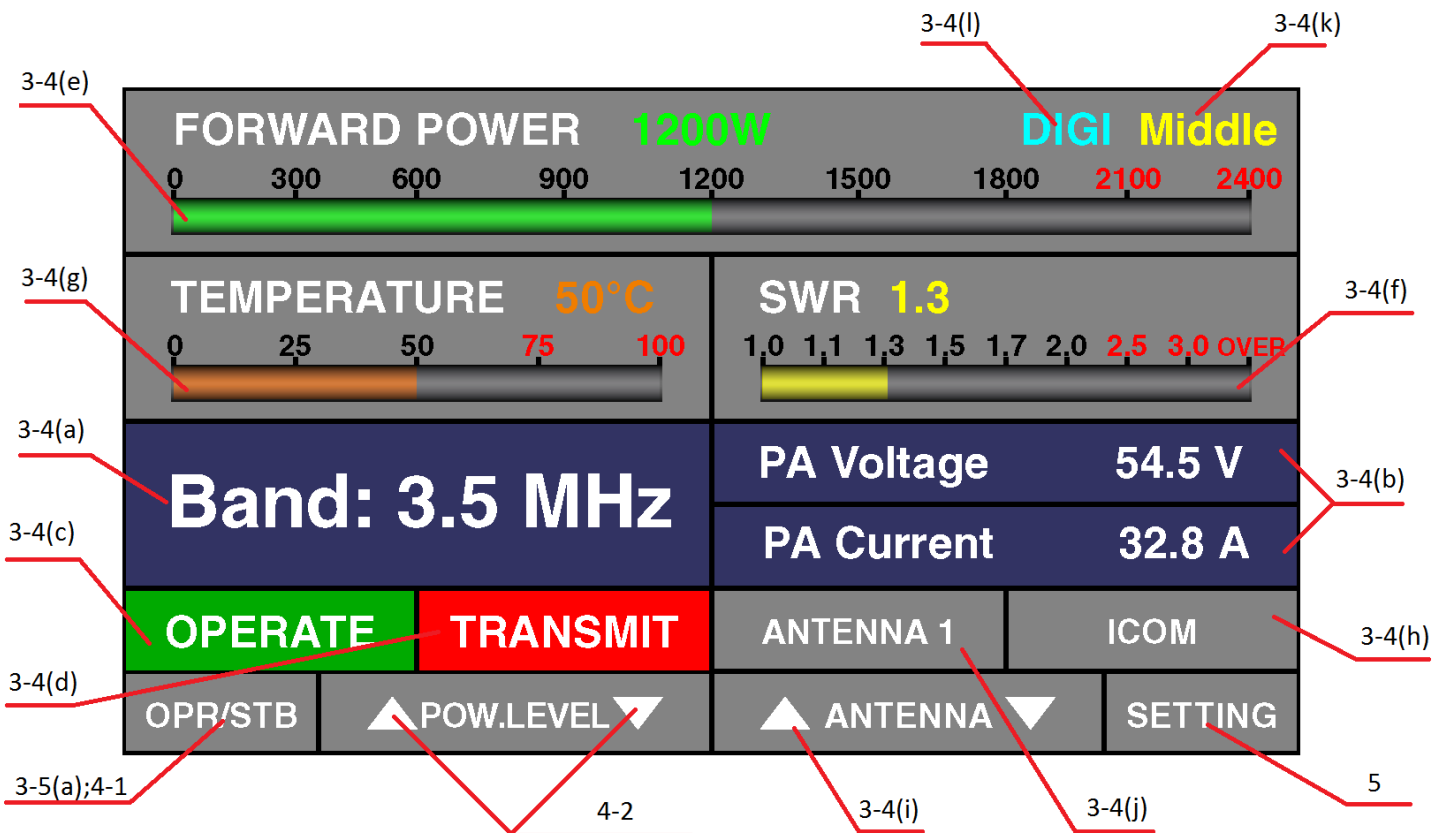 3-4(l)
3-4(k)
3-4(e)
FORWARD POWER 1200W DIGI Middle
0 300 600 900 1200 1500 1800 2100 2400
3-4(g)
TEMPERATURE 50°C
0 25 50 75 100
SWR 1.3
1.0 1.1 1.3 1.5 1.7 2.0 2.5 3.0 OVER
3-4(f)
3-4(a)
Band: 3.5 MHz
PA Voltage 54.5 V
PA Current 32.8 A
3-4(b)
3-4(c)
OPERATE TRANSMIT ANTENNA 1 ICOM
3-4(h)
3-4(d)
OPR/STB POW.LEVEL ANTENNA SETTING
3-5(a);4-1
4-2
3-4(i)
3-4(j)
5